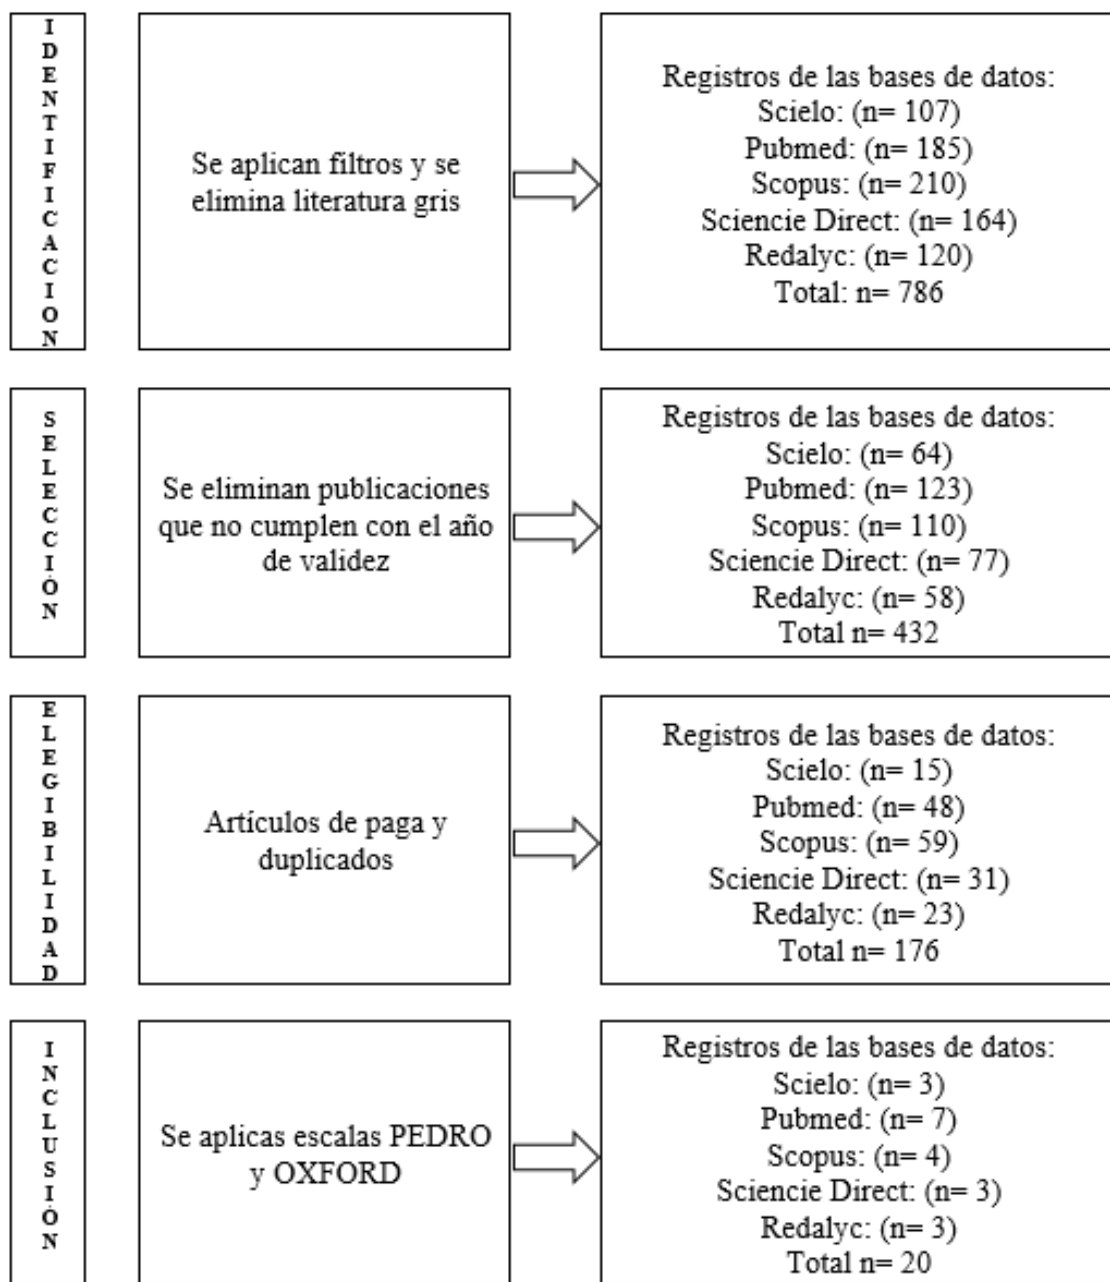 IDENTIFICACION
Se aplican filtros y se
elimina literatura gris
Registros de las bases de datos:
Scielo: (n= 107)
Pubmed: (n= 185)
Scopus: (n= 210)
Sciencie Direct: (n= 164)
Redalyc: (n= 120)
Total: n= 786
SELECCIÓN
Se eliminan publicaciones
que no cumplen con el año
de validez
Registros de las bases de datos:
Scielo: (n= 64)
Pubmed: (n= 123)
Scopus: (n= 110)
Sciencie Direct: (n= 77)
Redalyc: (n= 58)
Total n= 432
ELEGIBILIDAD
Artículos de paga y
duplicados
Registros de las bases de datos:
Scielo: (n= 15)
Pubmed: (n= 48)
Scopus: (n= 59)
Sciencie Direct: (n= 31)
Redalyc: (n= 23)
Total n= 176
INCLUSIÓN
Se aplicas escalas PEDRO
y OXFORD
Registros de las bases de datos:
Scielo: (n= 3)
Pubmed: (n= 7)
Scopus: (n= 4)
Sciencie Direct: (n= 3)
Redalyc: (n= 3)
Total n= 20